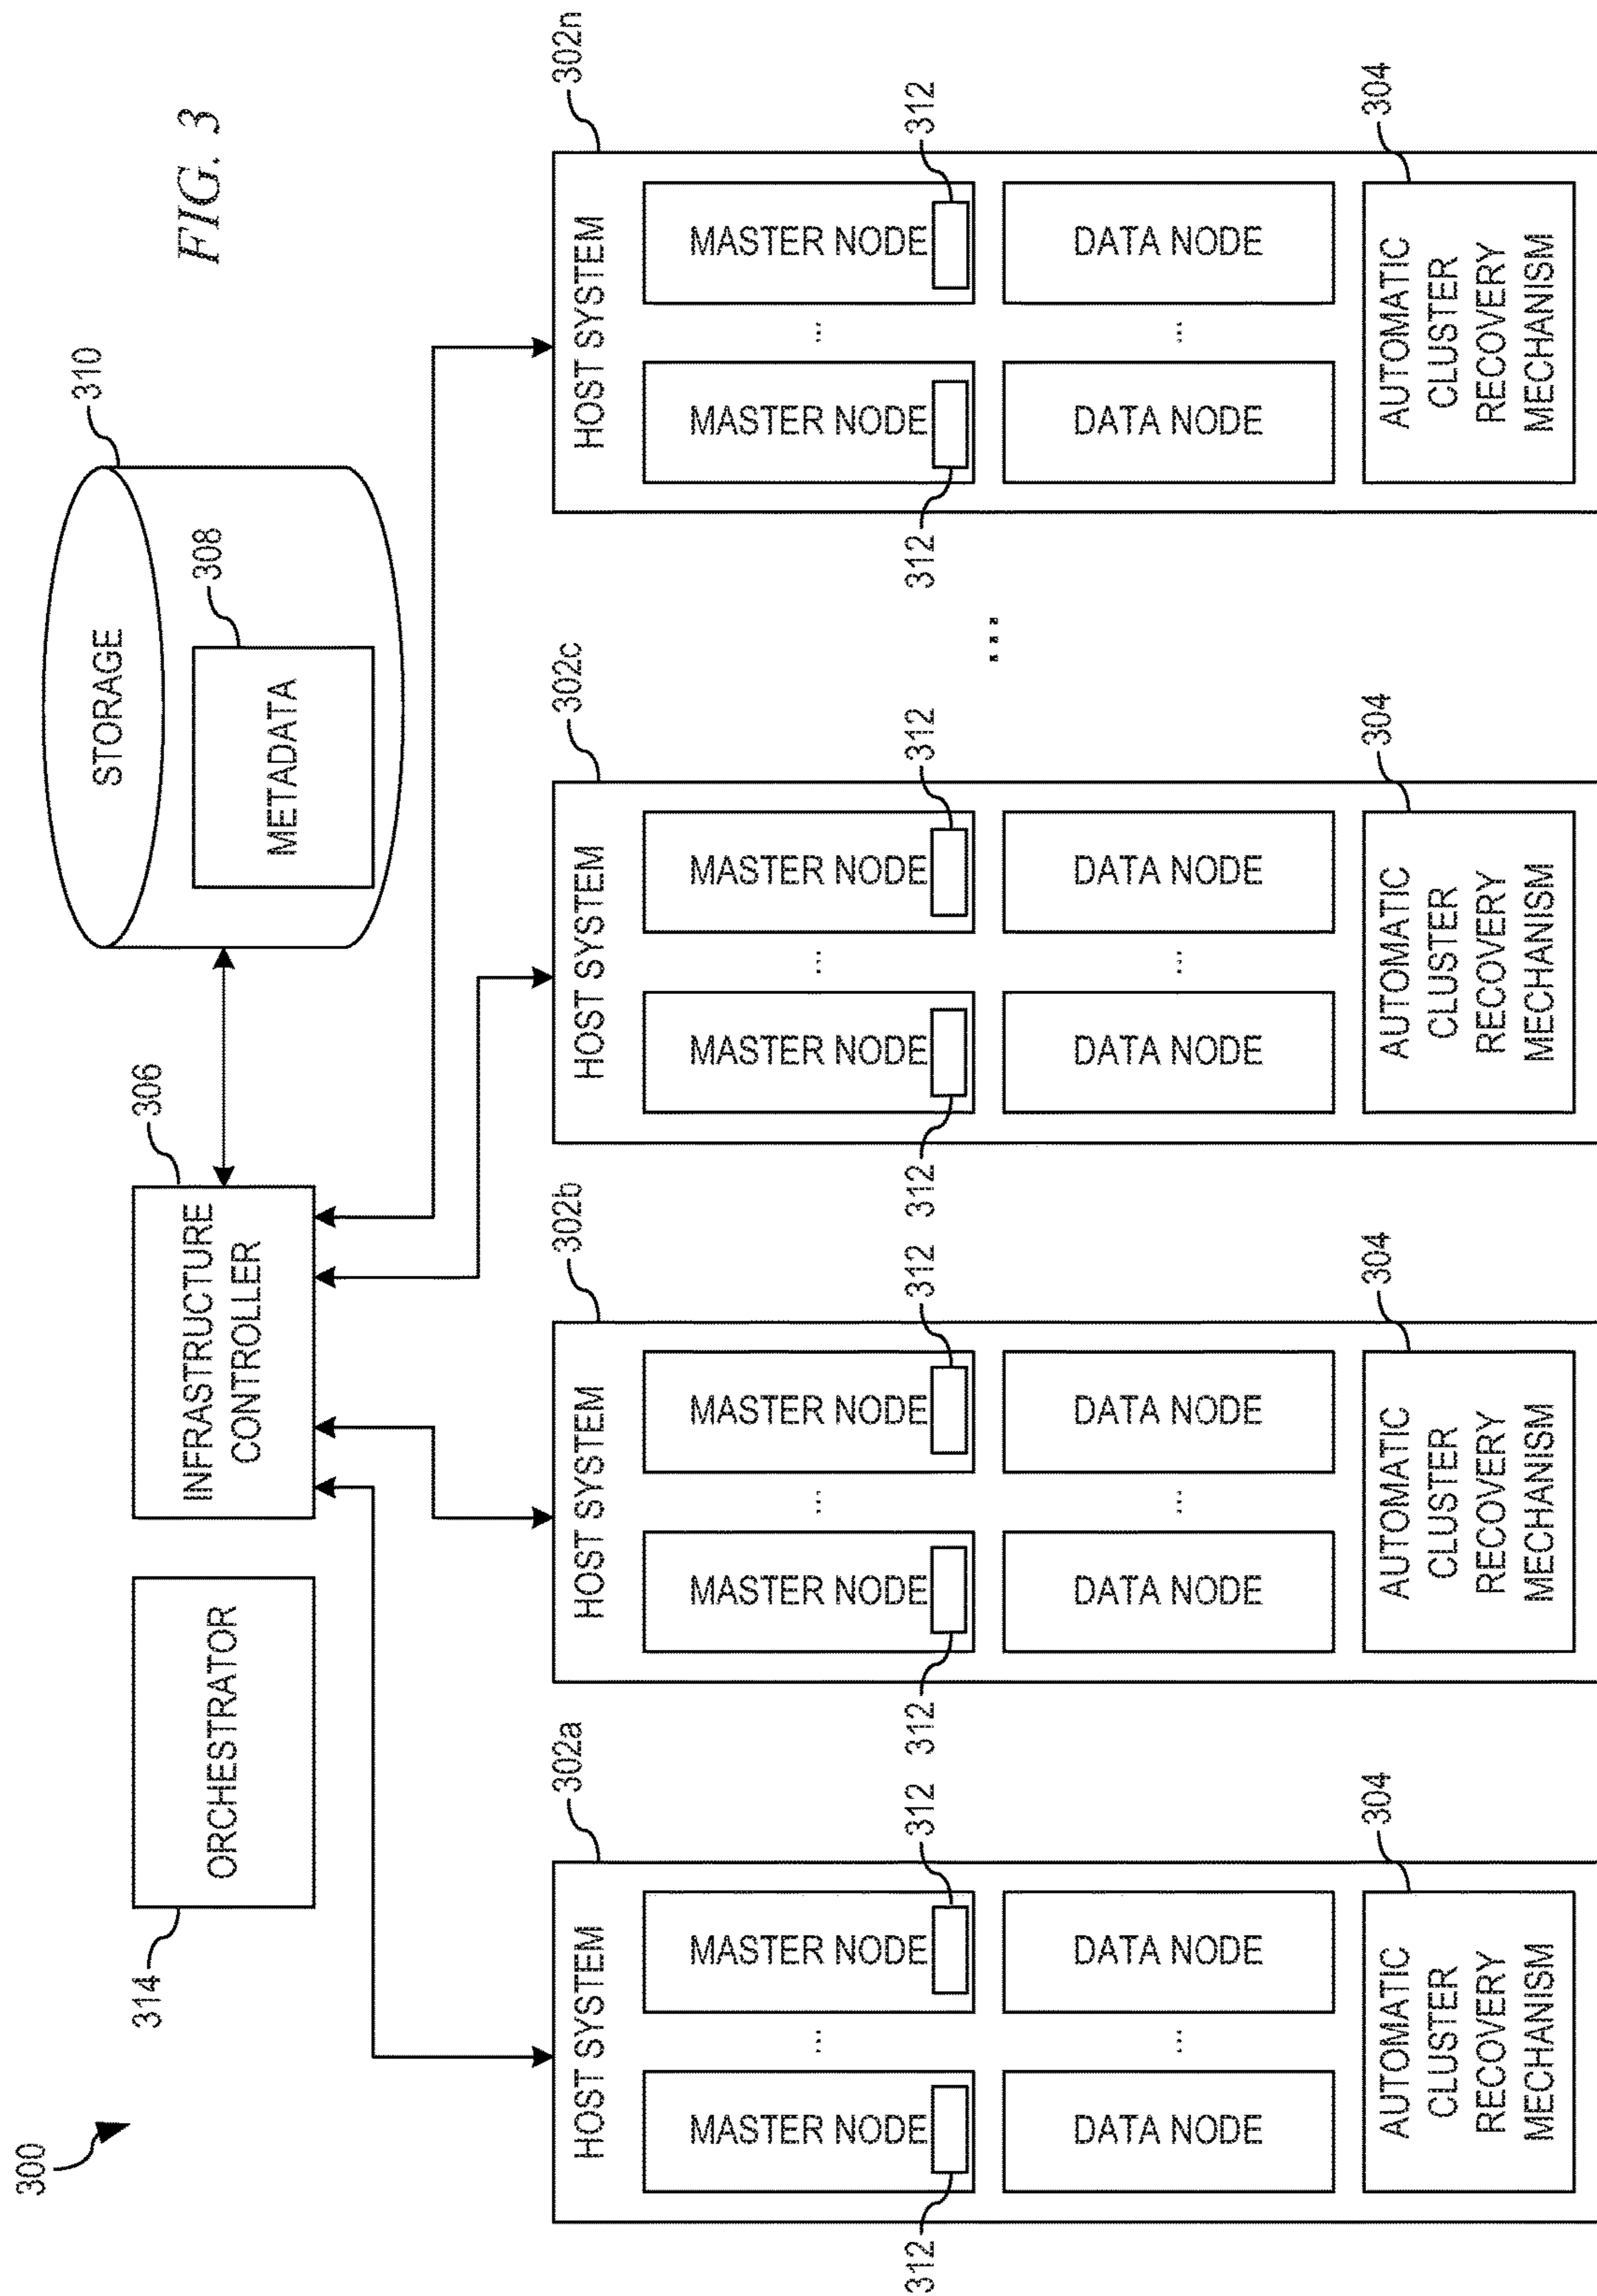 FIG. 3
300
314
ORCHESTRATOR
INFRASTRUCTURE
CONTROLLER
306
STORAGE
310
METADATA
308
302a
HOST SYSTEM
MASTER NODE
...
MASTER NODE
312
312
DATA NODE
...
DATA NODE
304
AUTOMATIC
CLUSTER
RECOVERY
MECHANISM
302b
HOST SYSTEM
MASTER NODE
...
MASTER NODE
312
312
DATA NODE
...
DATA NODE
304
AUTOMATIC
CLUSTER
RECOVERY
MECHANISM
302c
HOST SYSTEM
MASTER NODE
...
MASTER NODE
312
312
DATA NODE
...
DATA NODE
304
AUTOMATIC
CLUSTER
RECOVERY
MECHANISM
...
302n
HOST SYSTEM
MASTER NODE
...
MASTER NODE
312
312
DATA NODE
...
DATA NODE
304
AUTOMATIC
CLUSTER
RECOVERY
MECHANISM